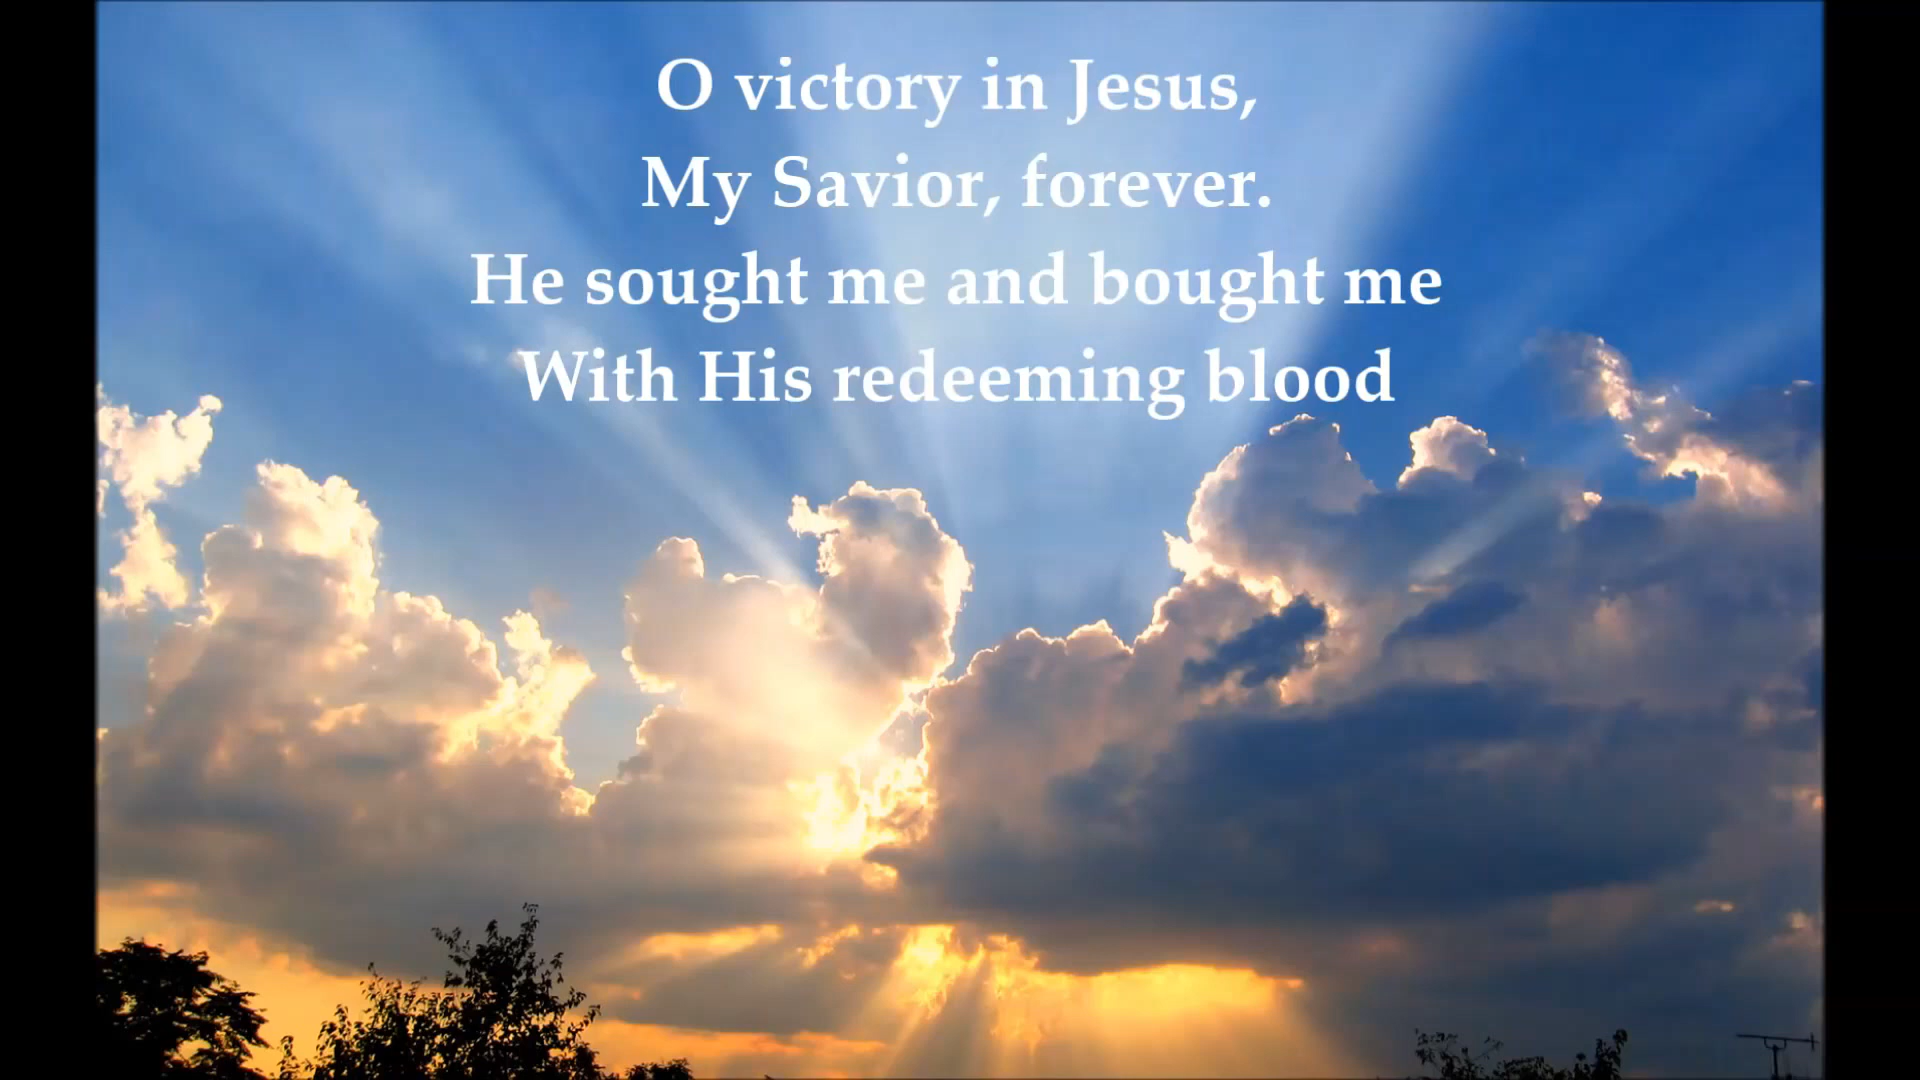 O victory in Jesus,
My Savior, forever.
He sought me and bought me
With His redeeming blood